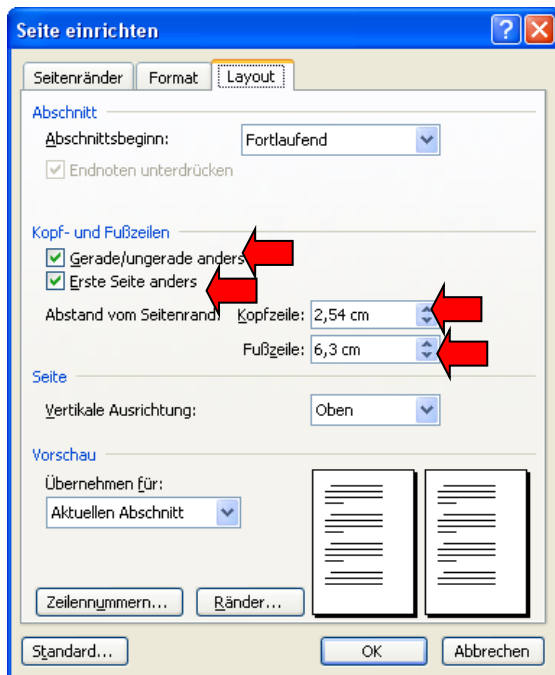 Seite einrichten
Seitenränder Format Layout
Abschnitt
Abschnittsbeginn: Fortlaufend
Endnoten unterdrücken
Kopf- und Fußzeilen
Gerade/ungerade anders
Erste Seite anders
Abstand vom Seitenrand: Kopfzeile: 2,54 cm
Fußzeile: 6,3 cm
Seite
Vertikale Ausrichtung: Oben
Vorschau
Übernehmen für:
Aktuellen Abschnitt
Zeilennummern... Ränder...
Standard... OK Abbrechen